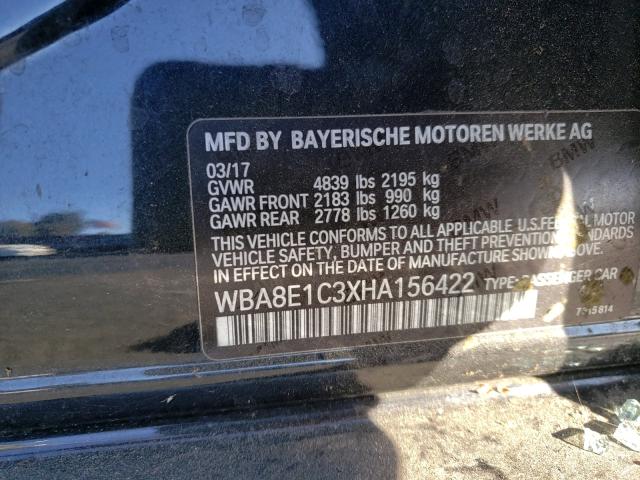 MFD BY BAYERISCHE MOTOREN WERKE AG
03/17
GVWR 4839 lbs 2195 kg
GAWR FRONT 2183 lbs 990 kg
GAWR REAR 2778 lbs 1260 kg
THIS VEHICLE CONFORMS TO ALL APPLICABLE U.S. FEDERAL MOTOR
VEHICLE SAFETY, BUMPER AND THEFT PREVENTION STANDARDS
IN EFFECT ON THE DATE OF MANUFACTURE SHOWN ABOVE.
WBA8E1C3XHA156422 TYPE: PASSENGER CAR